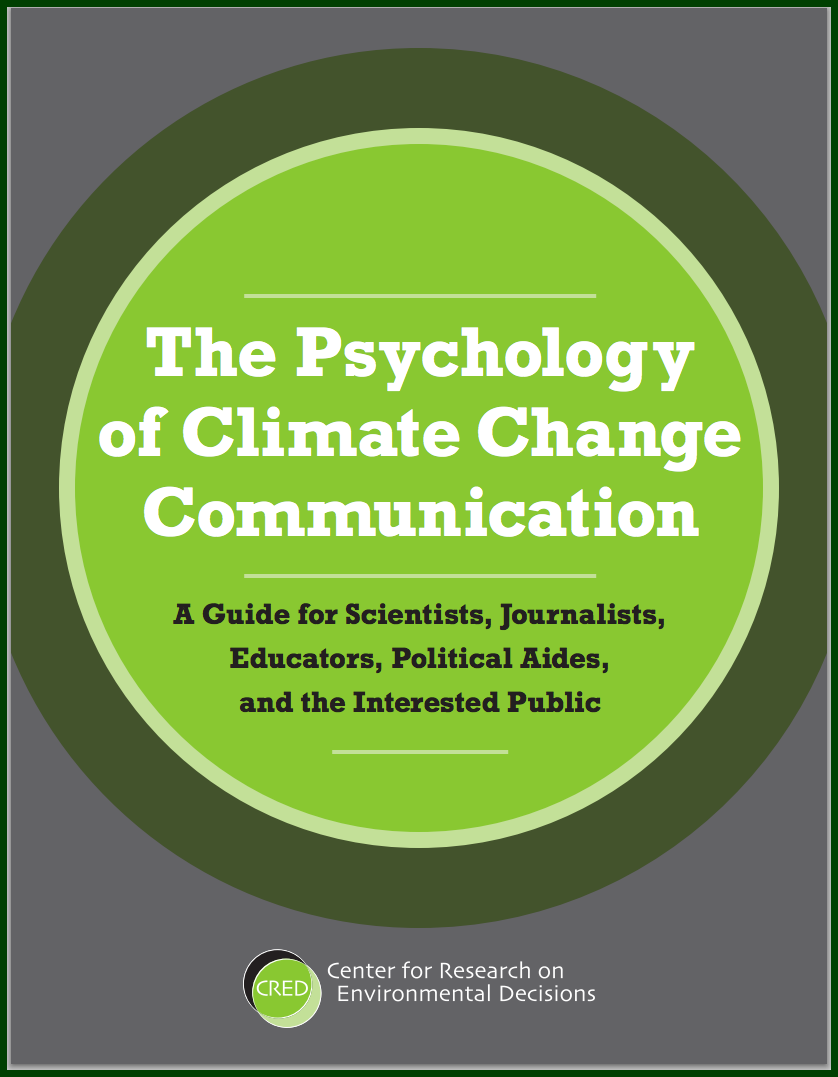 The Psychology
of Climate Change
Communication
A Guide for Scientists, Journalists,
Educators, Political Aides,
and the Interested Public
CRED
Center for Research on
Environmental Decisions